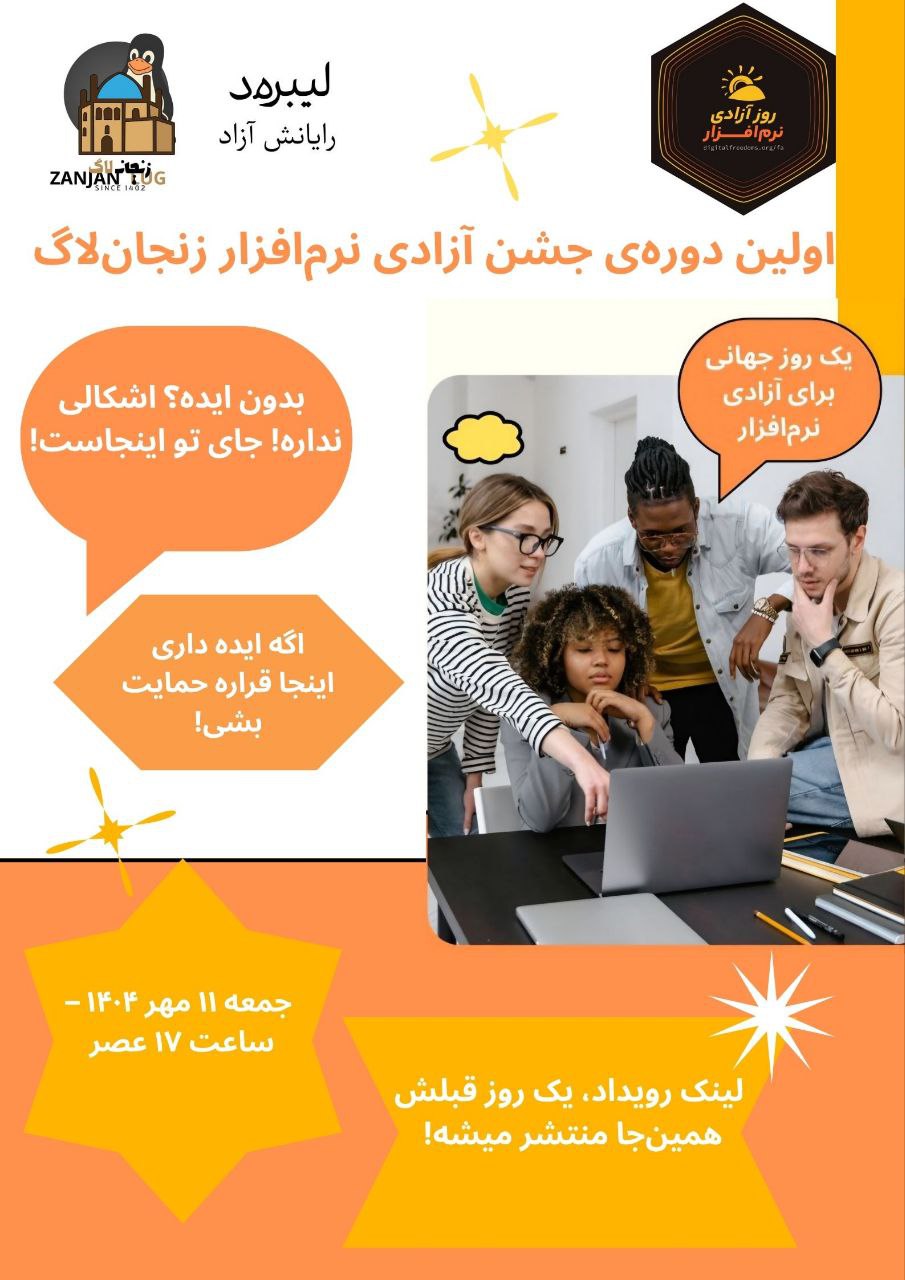 روز آزادی
نرم‌افزار
digitalfreedoms.org/fa
لیبره‌د
رایانش آزاد
زنجان‌لاگ
ZANJAN LUG
SINCE 1402
اولین دوره‌ی جشن آزادی نرم‌افزار زنجان‌لاگ
یک روز جهانی
برای آزادی
نرم‌افزار
بدون ایده؟ اشکالی
نداره! جای تو اینجاست!
اگه ایده داری
اینجا قراره حمایت
بشی!
جمعه ۱۱ مهر ۱۴۰۴ –
ساعت ۱۷ عصر
لینک رویداد، یک روز قبلش
همین‌جا منتشر میشه!